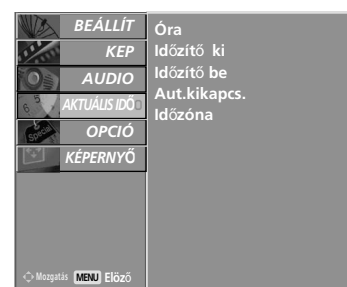 BEÁLLÍT
KEP
AUDIO
AKTUÁLIS IDŐ
OPCIÓ
KÉPERNYŐ
Óra
Időzítő ki
Időzítő be
Aut.kikapcs.
Időzóna
Mozgatás MENU Előző